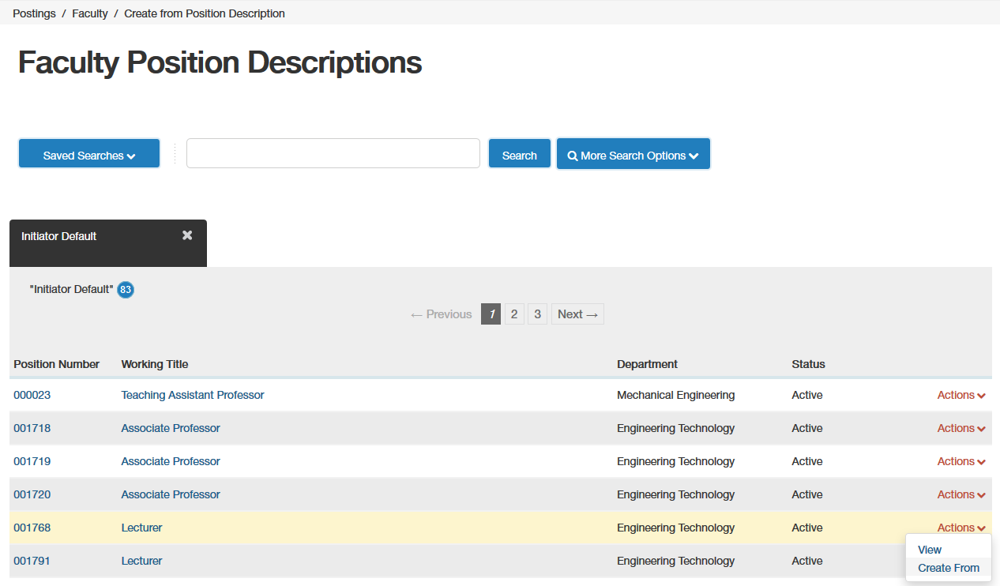 Postings / Faculty / Create from Position Description
Faculty Position Descriptions
Saved Searches Search More Search Options
Initiator Default
"Initiator Default" 83
← Previous 1 2 3 Next →
Position Number Working Title Department Status
000023 Teaching Assistant Professor Mechanical Engineering Active Actions
001718 Associate Professor Engineering Technology Active Actions
001719 Associate Professor Engineering Technology Active Actions
001720 Associate Professor Engineering Technology Active Actions
001768 Lecturer Engineering Technology Active Actions
View
001791 Lecturer Engineering Technology Active
Create From